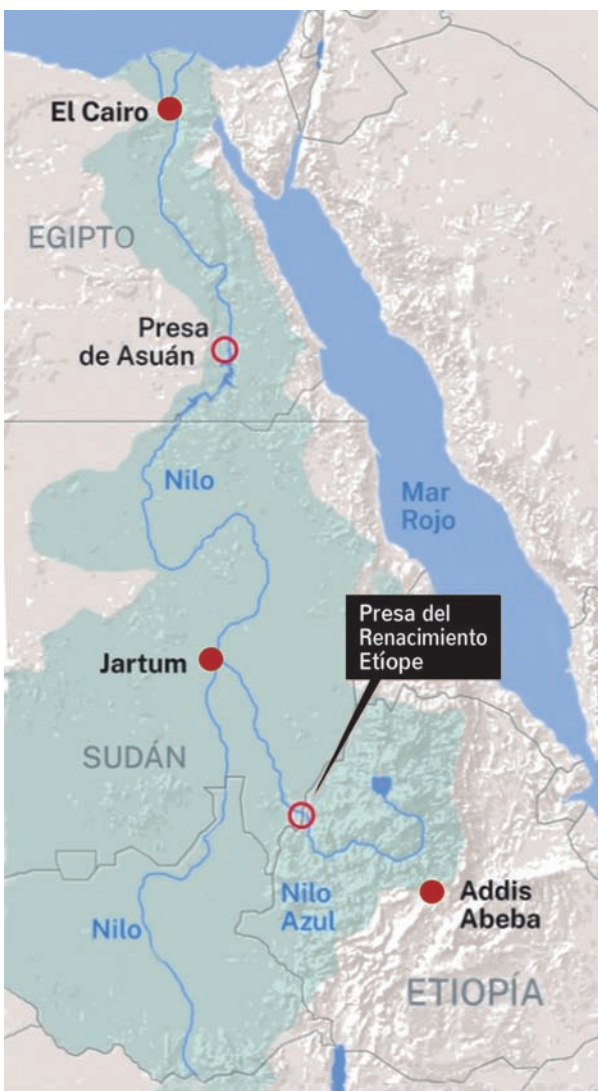 El Cairo
EGIPTO
Presa
de Asuán
Nilo
Mar
Rojo
Presa del
Renacimiento
Etíope
Jartum
SUDÁN
Nilo
Azul
Addis
Abeba
Nilo
ETIOPÍA